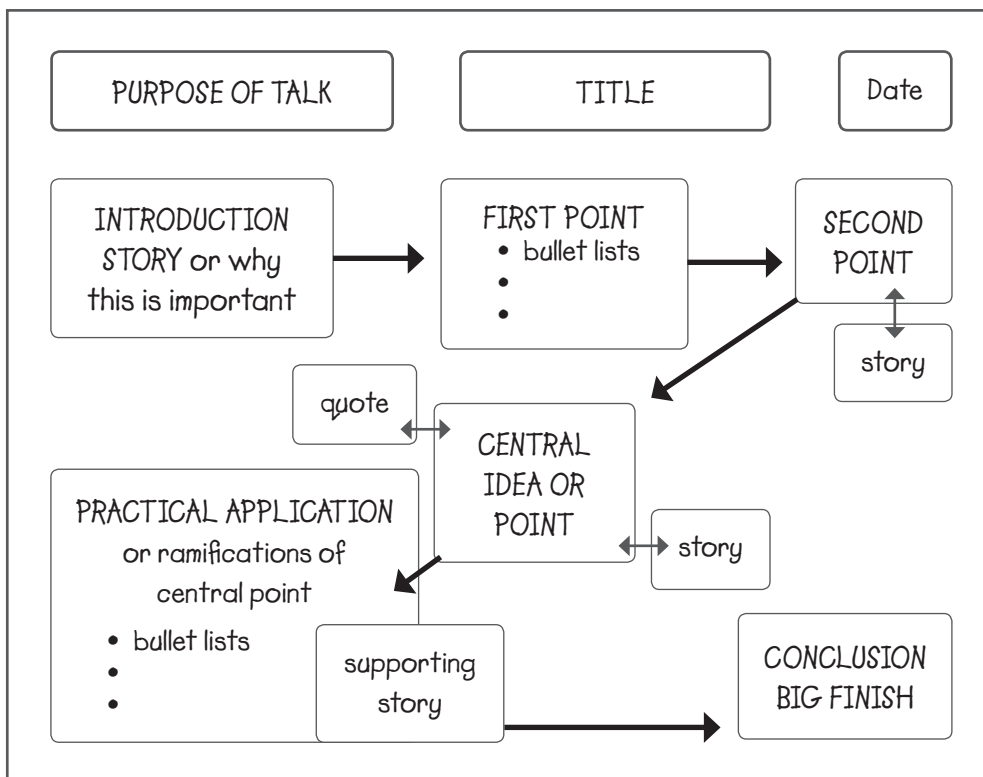 PURPOSE OF TALK
TITLE
Date
INTRODUCTION
STORY or why
this is important
FIRST POINT
• bullet lists
•
•
SECOND
POINT
story
quote
CENTRAL
IDEA OR
POINT
story
PRACTICAL APPLICATION
or ramifications of
central point
• bullet lists
•
•
supporting
story
CONCLUSION
BIG FINISH